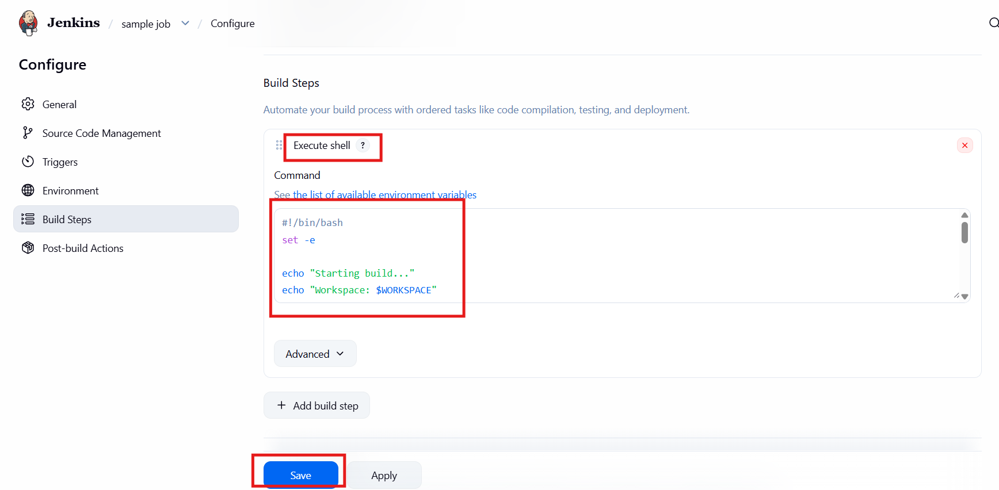 Jenkins / sample job / Configure
Configure
General
Source Code Management
Triggers
Environment
Build Steps
Post-build Actions
Build Steps
Automate your build process with ordered tasks like code compilation, testing, and deployment.
Execute shell ?
Command
See the list of available environment variables
#!/bin/bash
set -e
echo "Starting build..."
echo "Workspace: $WORKSPACE"
Advanced
+ Add build step
Save
Apply